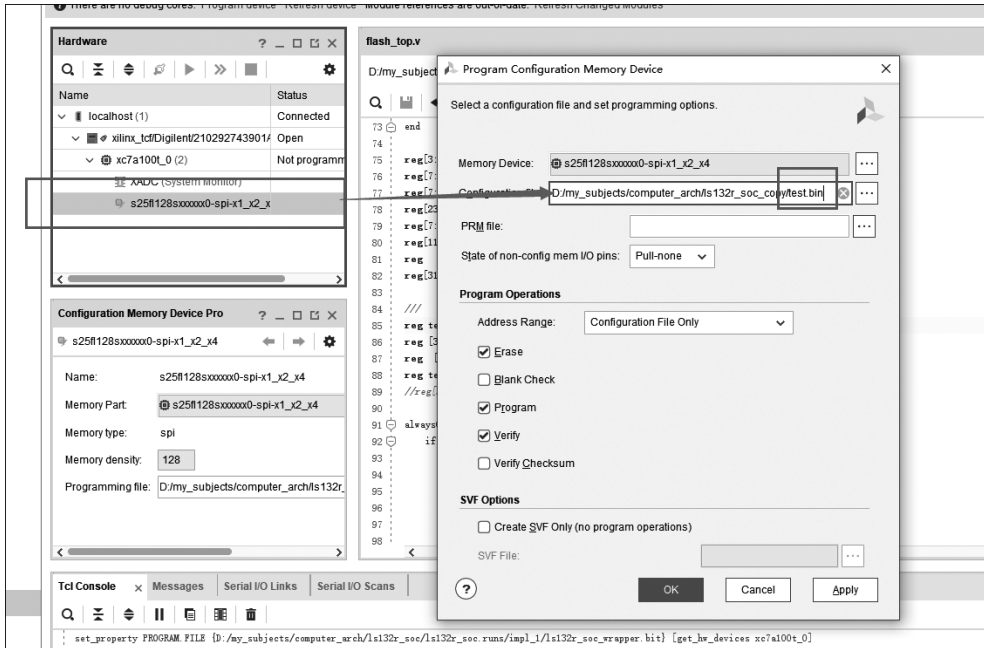 There are no debug cores. Program device Refresh device Module references are out-of-date. Refresh Changed Modules
Hardware
Name Status
localhost (1) Connected
xilinx_tcf/Digilent/210292743901A Open
xc7a100t_0 (2) Not programm
XADC (System Monitor)
s25fl128sxxxxxx0-spi-x1_x2_x
Configuration Memory Device Pro
s25fl128sxxxxxx0-spi-x1_x2_x4
Name: s25fl128sxxxxxx0-spi-x1_x2_x4
Memory Part: s25fl128sxxxxxx0-spi-x1_x2_x4
Memory type: spi
Memory density: 128
Programming file: D:/my_subjects/computer_arch/ls132r_
flash_top.v
D:/my_subject
73 end
74
75 reg[3:
76 reg[7:
77 reg[7:
78 reg[23
79 reg[7:
80 reg[11
81 reg
82 reg[31
83
84 ///
85 reg te
86 reg [3
87 reg [
88 reg te
89 //reg[
90
91 always
92 if
93
94
95
96
97
98
Program Configuration Memory Device
Select a configuration file and set programming options.
Memory Device: s25fl128sxxxxxx0-spi-x1_x2_x4
D:/my_subjects/computer_arch/ls132r_soc_copy/test.bin
PRM file:
State of non-config mem I/O pins: Pull-none
Program Operations
Address Range: Configuration File Only
Erase
Blank Check
Program
Verify
Verify Checksum
SVF Options
Create SVF Only (no program operations)
SVF File:
? OK Cancel Apply
Tcl Console Messages Serial I/O Links Serial I/O Scans
set_property PROGRAM.FILE {D:/my_subjects/computer_arch/ls132r_soc/ls132r_soc.runs/impl_1/ls132r_soc_wrapper.bit} [get_hw_devices xc7a100t_0]